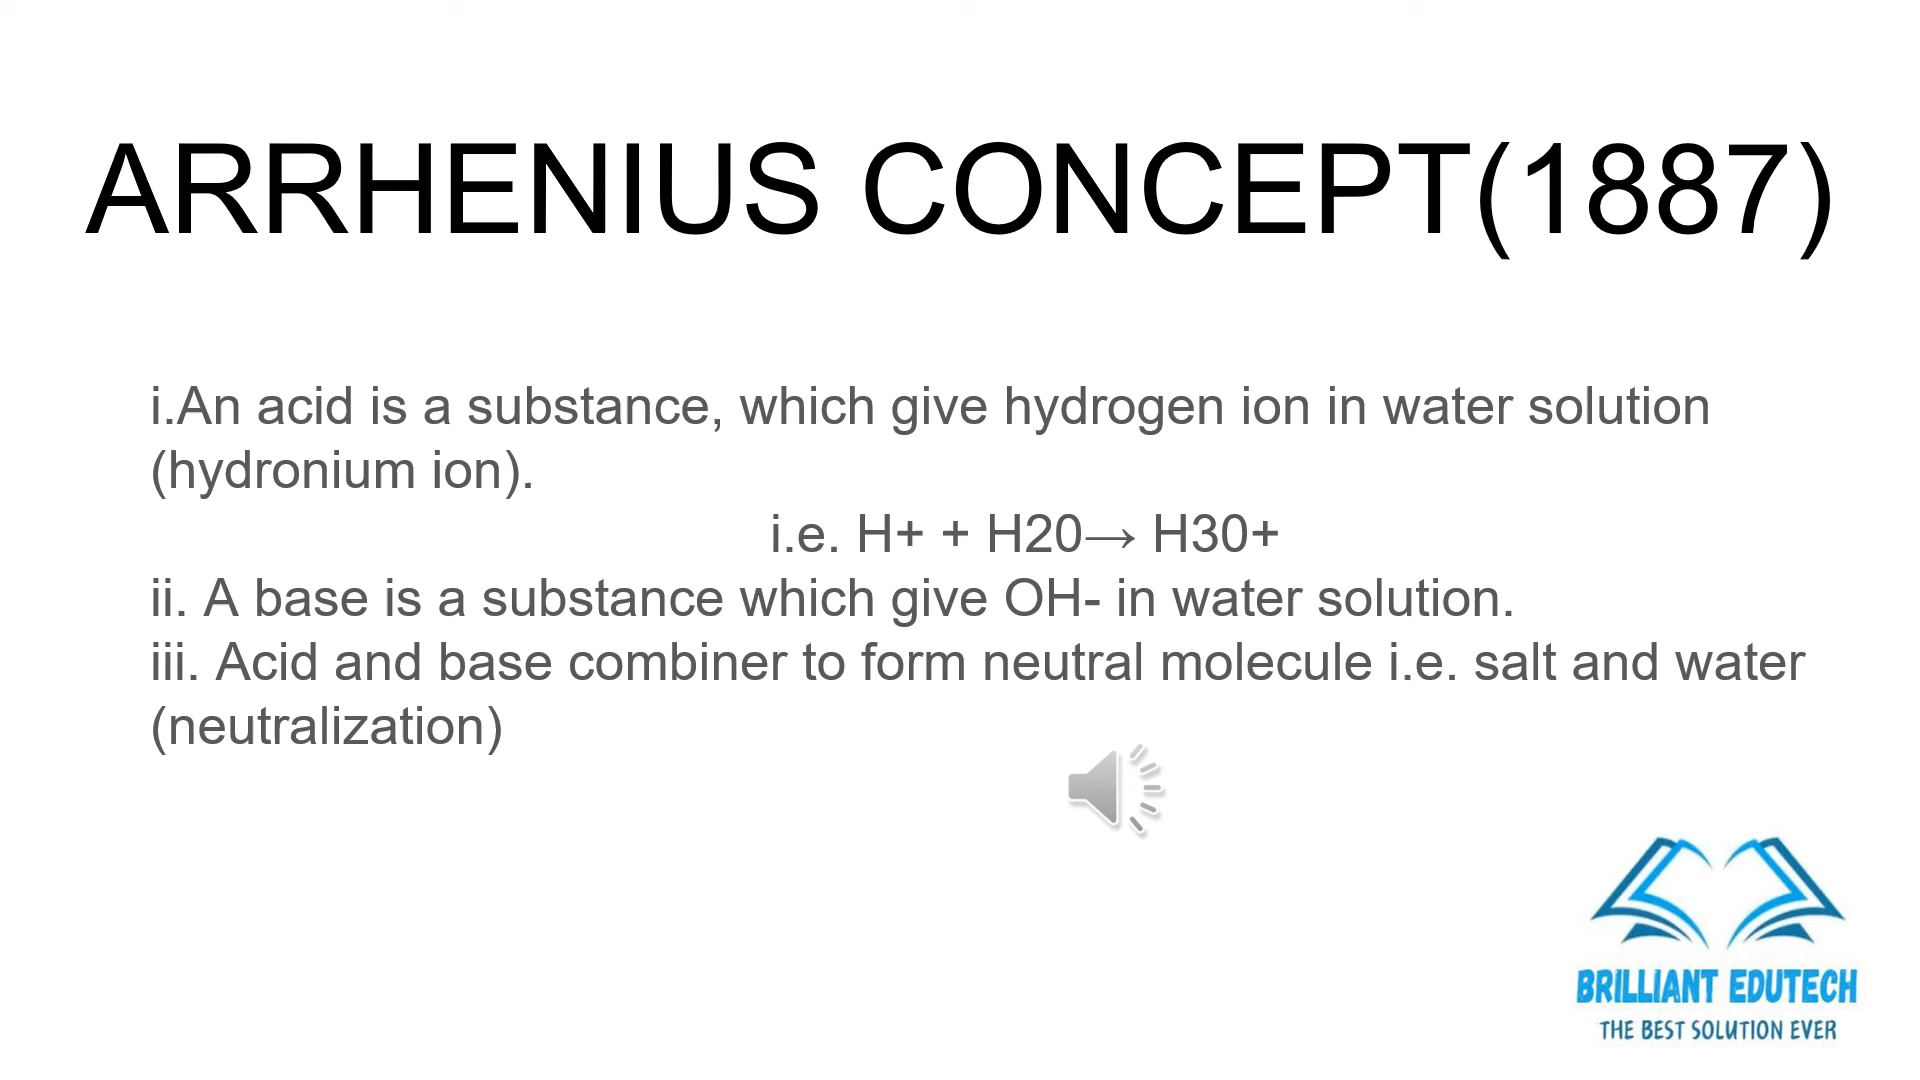 ARRHENIUS CONCEPT(1887)
i.An acid is a substance, which give hydrogen ion in water solution
(hydronium ion).
i.e. H+ + H20→ H30+
ii. A base is a substance which give OH- in water solution.
iii. Acid and base combiner to form neutral molecule i.e. salt and water
(neutralization)
BRILLIANT EDUTECH
THE BEST SOLUTION EVER